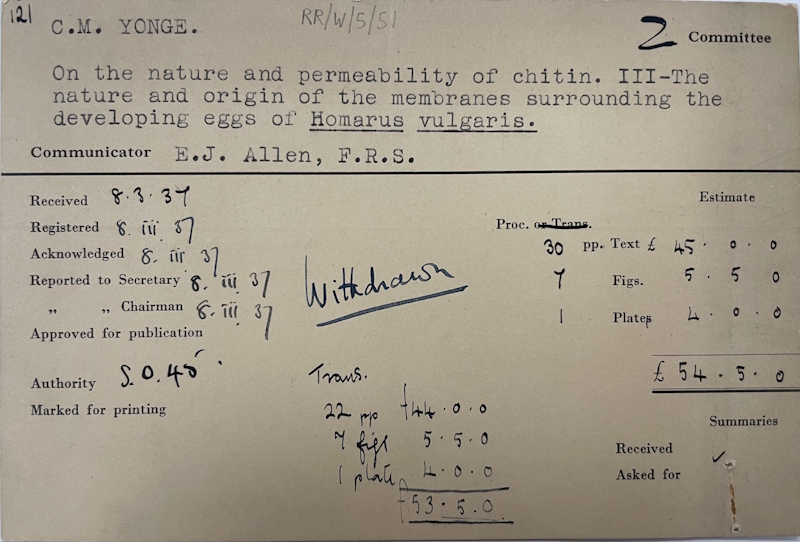 121
C.M. YONGE.
RR/W/5/51
2 Committee
On the nature and permeability of chitin. III-The
nature and origin of the membranes surrounding the
developing eggs of Homarus vulgaris.
Communicator E.J. Allen, F.R.S.
Received 8.3.37
Registered 8. iii. 37
Acknowledged 8. iii. 37
Reported to Secretary 8. iii. 37
„ „ Chairman 8. iii. 37
Approved for publication
Authority S.O.45
Marked for printing
Withdrawn
Estimate
Proc. or Trans.
30 pp. Text £ 45 . 0 . 0
7 Figs. 5 . 5 . 0
1 Plates 4 . 0 . 0
£ 54 . 5 . 0
Trans.
22 pp £44 . 0 . 0
7 figs 5 . 5 . 0
1 plate 4 . 0 . 0
£53 . 5 . 0
Summaries
Received ✓
Asked for